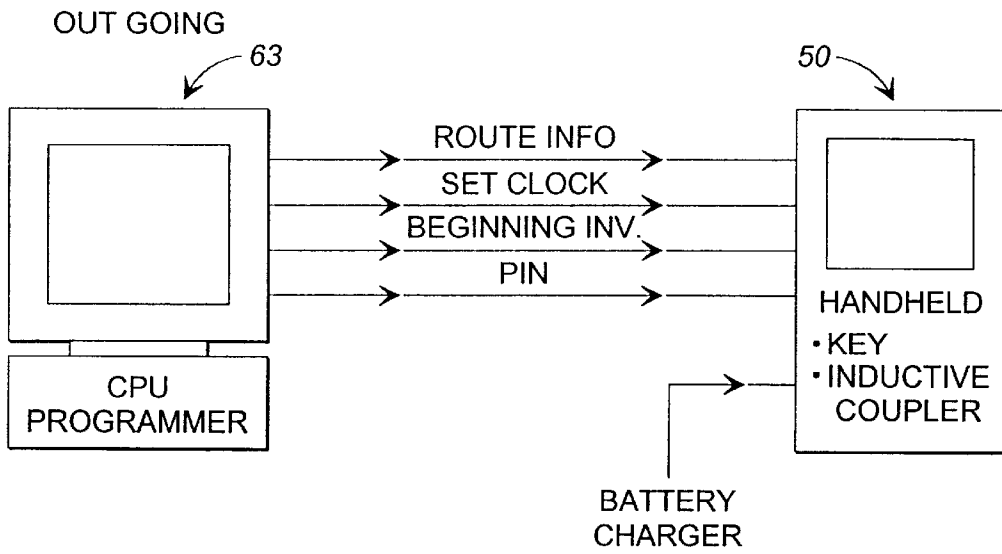 OUT GOING
63
50
ROUTE INFO
SET CLOCK
BEGINNING INV.
PIN
CPU
PROGRAMMER
HANDHELD
• KEY
• INDUCTIVE
COUPLER
BATTERY
CHARGER